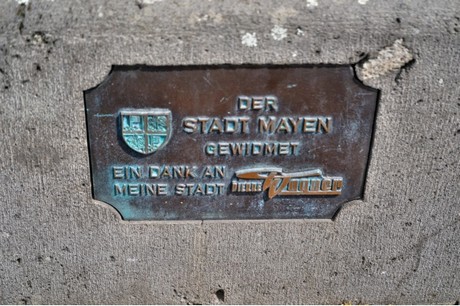 DER
STADT MAYEN
GEWIDMET
EIN DANK AN
MEINE STADT